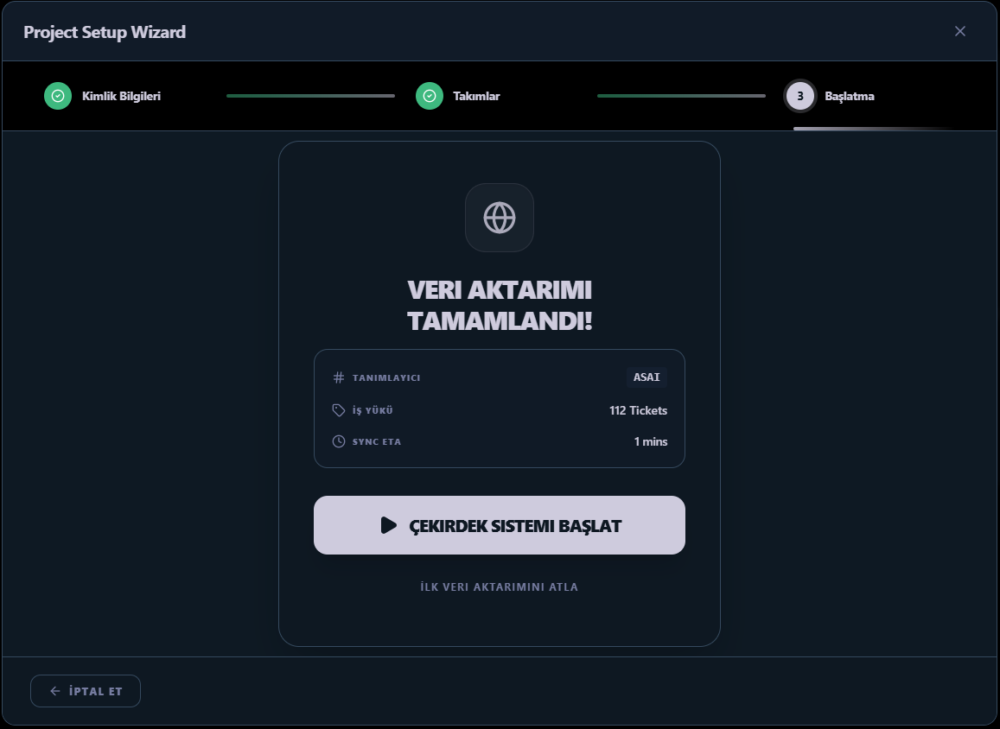 Project Setup Wizard
Kimlik Bilgileri
Takımlar
3
Başlatma
VERI AKTARIMI
TAMAMLANDI!
TANIMLAYICI
ASAI
İŞ YÜKÜ
112 Tickets
SYNC ETA
1 mins
ÇEKIRDEK SISTEMI BAŞLAT
İLK VERI AKTARIMINI ATLA
İPTAL ET